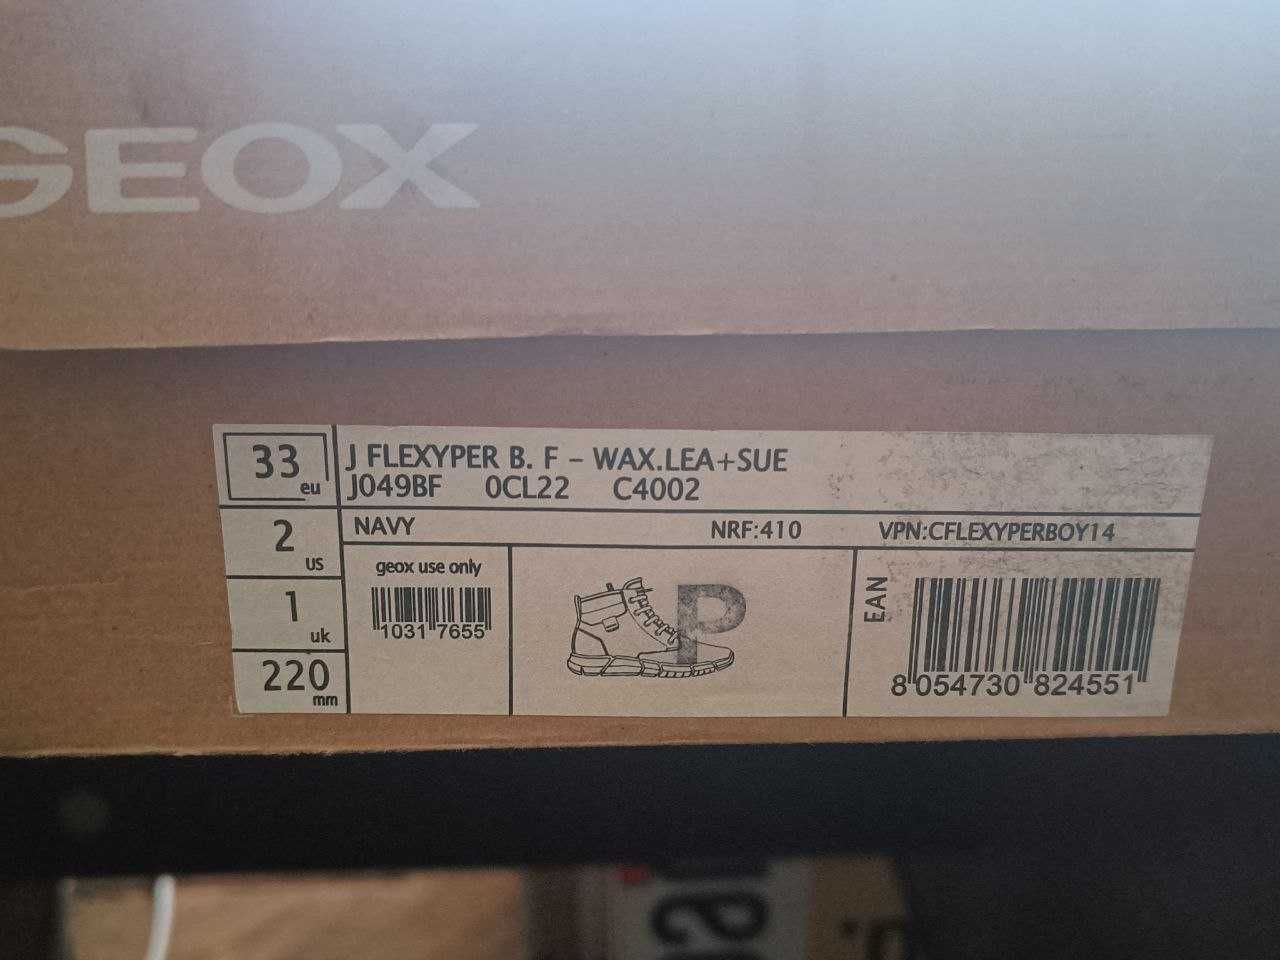 GEOX
33 eu
J FLEXYPER B. F - WAX.LEA+SUE
J049BF 0CL22 C4002
2 US
NAVY NRF:410 VPN:CFLEXYPERBOY14
1 uk
220 mm
geox use only
1031 7655
P
EAN
8 054730 824551